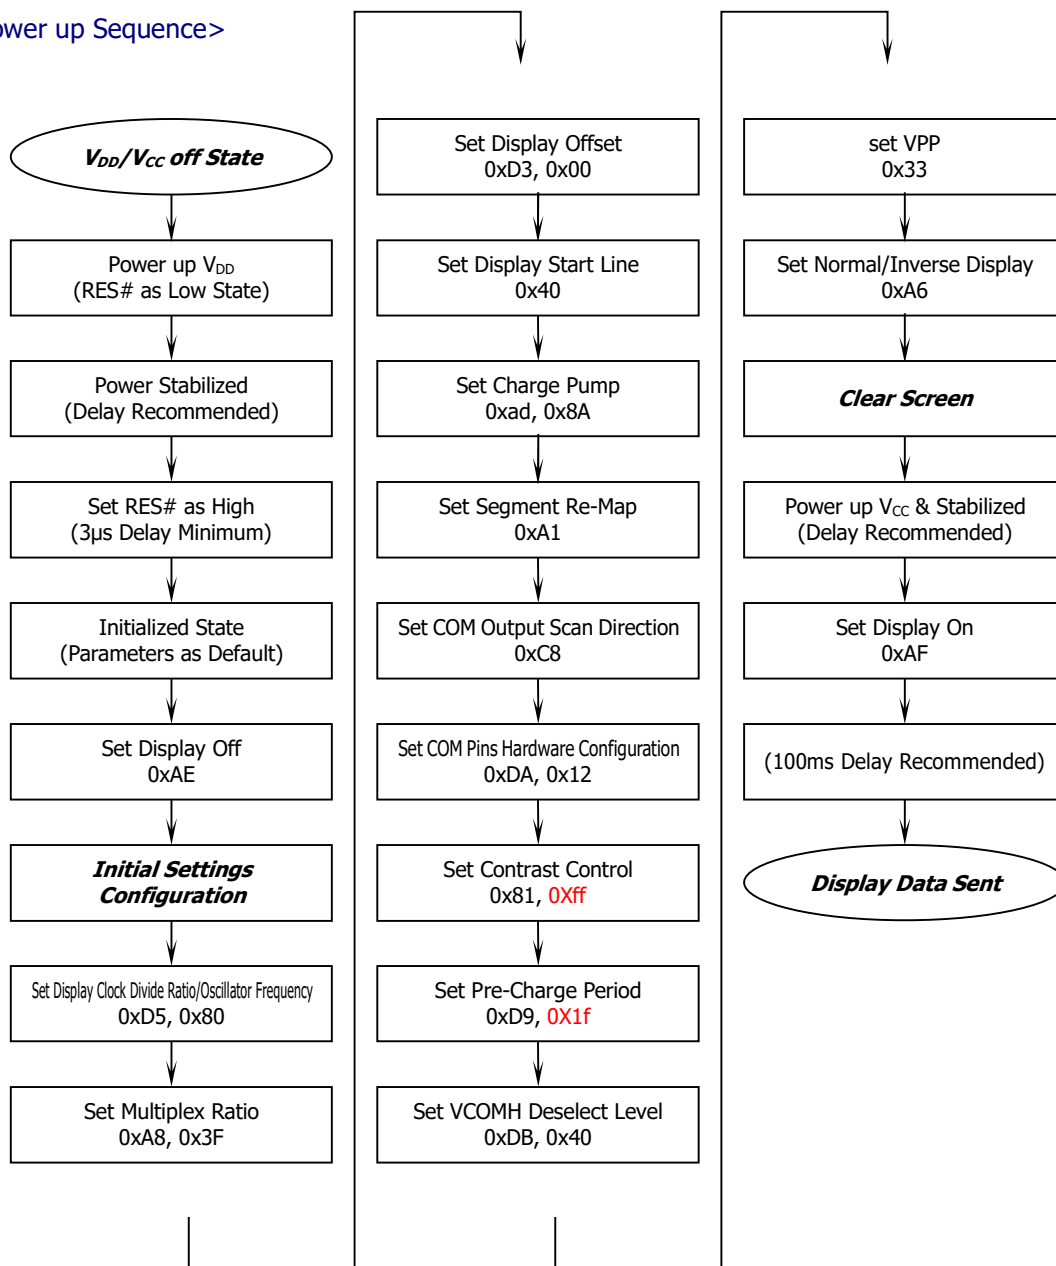 ower up Sequence>
V_DD/V_CC off State
Power up V_DD
(RES# as Low State)
Power Stabilized
(Delay Recommended)
Set RES# as High
(3μs Delay Minimum)
Initialized State
(Parameters as Default)
Set Display Off
0xAE
Initial Settings
Configuration
Set Display Clock Divide Ratio/Oscillator Frequency
0xD5, 0x80
Set Multiplex Ratio
0xA8, 0x3F
Set Display Offset
0xD3, 0x00
Set Display Start Line
0x40
Set Charge Pump
0xad, 0x8A
Set Segment Re-Map
0xA1
Set COM Output Scan Direction
0xC8
Set COM Pins Hardware Configuration
0xDA, 0x12
Set Contrast Control
0x81, 0Xff
Set Pre-Charge Period
0xD9, 0X1f
Set VCOMH Deselect Level
0xDB, 0x40
set VPP
0x33
Set Normal/Inverse Display
0xA6
Clear Screen
Power up V_CC & Stabilized
(Delay Recommended)
Set Display On
0xAF
(100ms Delay Recommended)
Display Data Sent